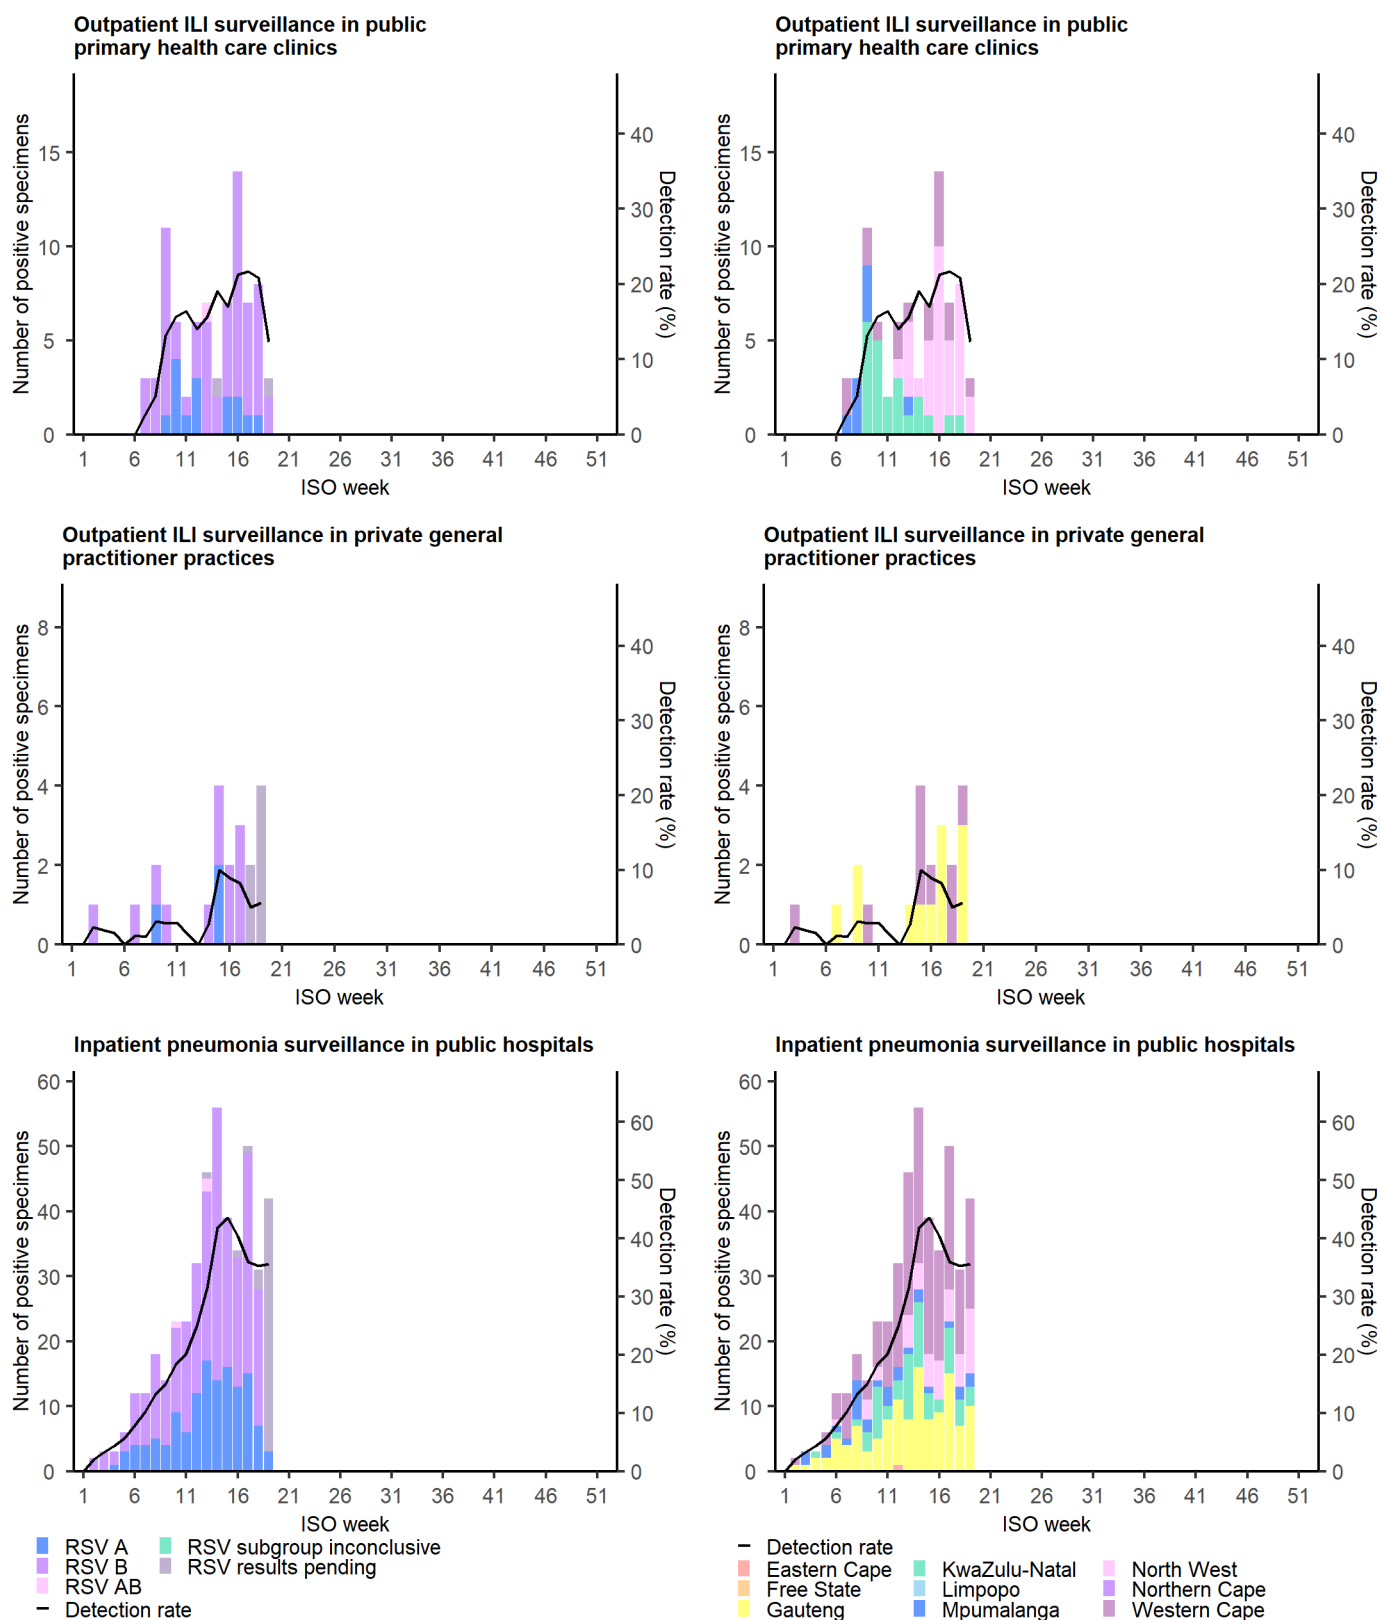 Outpatient ILI surveillance in public
primary health care clinics
Number of positive specimens
15
10
5
0
40
30
20
10
0
Detection rate (%)
1 6 11 16 21 26 31 36 41 46 51
ISO week
Outpatient ILI surveillance in public
primary health care clinics
Number of positive specimens
15
10
5
0
40
30
20
10
0
Detection rate (%)
1 6 11 16 21 26 31 36 41 46 51
ISO week
Outpatient ILI surveillance in private general
practitioner practices
Number of positive specimens
8
6
4
2
0
40
30
20
10
0
Detection rate (%)
1 6 11 16 21 26 31 36 41 46 51
ISO week
Outpatient ILI surveillance in private general
practitioner practices
Number of positive specimens
8
6
4
2
0
40
30
20
10
0
Detection rate (%)
1 6 11 16 21 26 31 36 41 46 51
ISO week
Inpatient pneumonia surveillance in public hospitals
Number of positive specimens
60
50
40
30
20
10
0
60
50
40
30
20
10
0
Detection rate (%)
1 6 11 16 21 26 31 36 41 46 51
ISO week
RSV A
RSV B
RSV AB
Detection rate
RSV subgroup inconclusive
RSV results pending
Inpatient pneumonia surveillance in public hospitals
Number of positive specimens
60
50
40
30
20
10
0
60
50
40
30
20
10
0
Detection rate (%)
1 6 11 16 21 26 31 36 41 46 51
ISO week
Detection rate
Eastern Cape
Free State
Gauteng
KwaZulu-Natal
Limpopo
Mpumalanga
North West
Northern Cape
Western Cape